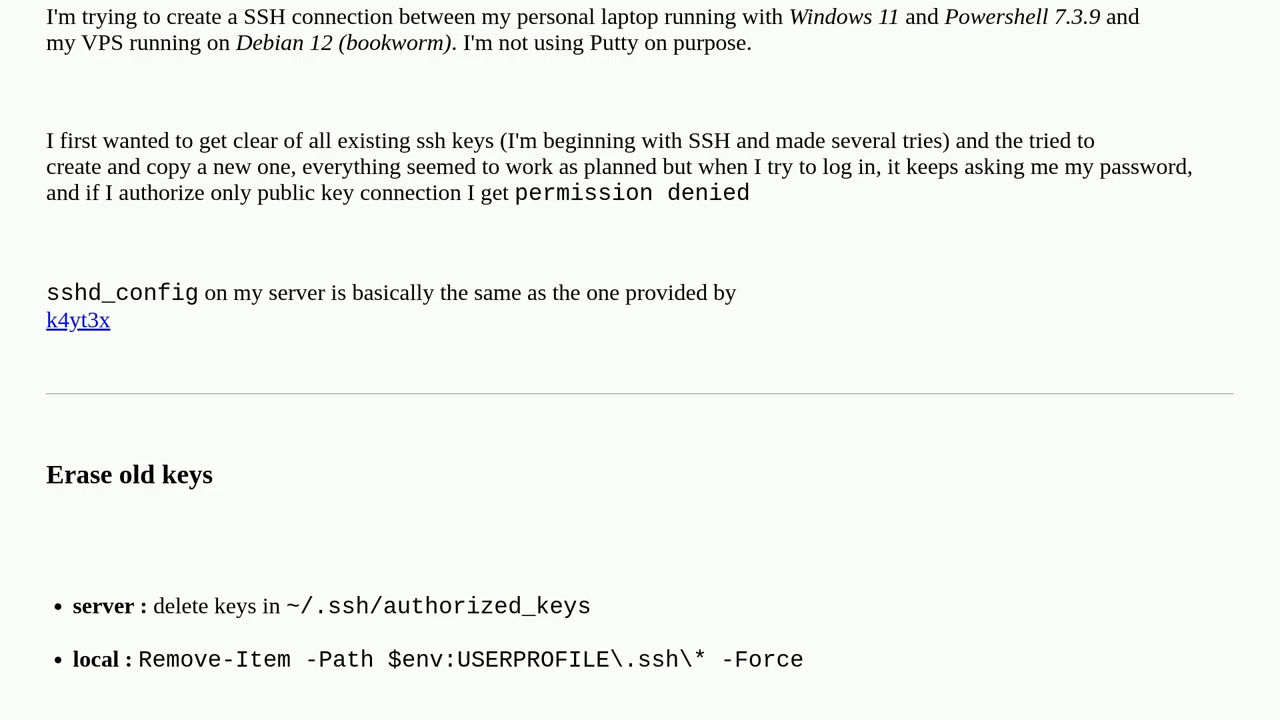 I'm trying to create a SSH connection between my personal laptop running with Windows 11 and Powershell 7.3.9 and
my VPS running on Debian 12 (bookworm). I'm not using Putty on purpose.
I first wanted to get clear of all existing ssh keys (I'm beginning with SSH and made several tries) and the tried to
create and copy a new one, everything seemed to work as planned but when I try to log in, it keeps asking me my password,
and if I authorize only public key connection I get permission denied
sshd_config on my server is basically the same as the one provided by
k4yt3x
Erase old keys
• server : delete keys in ~/.ssh/authorized_keys
• local : Remove-Item -Path $env:USERPROFILE\.ssh\* -Force